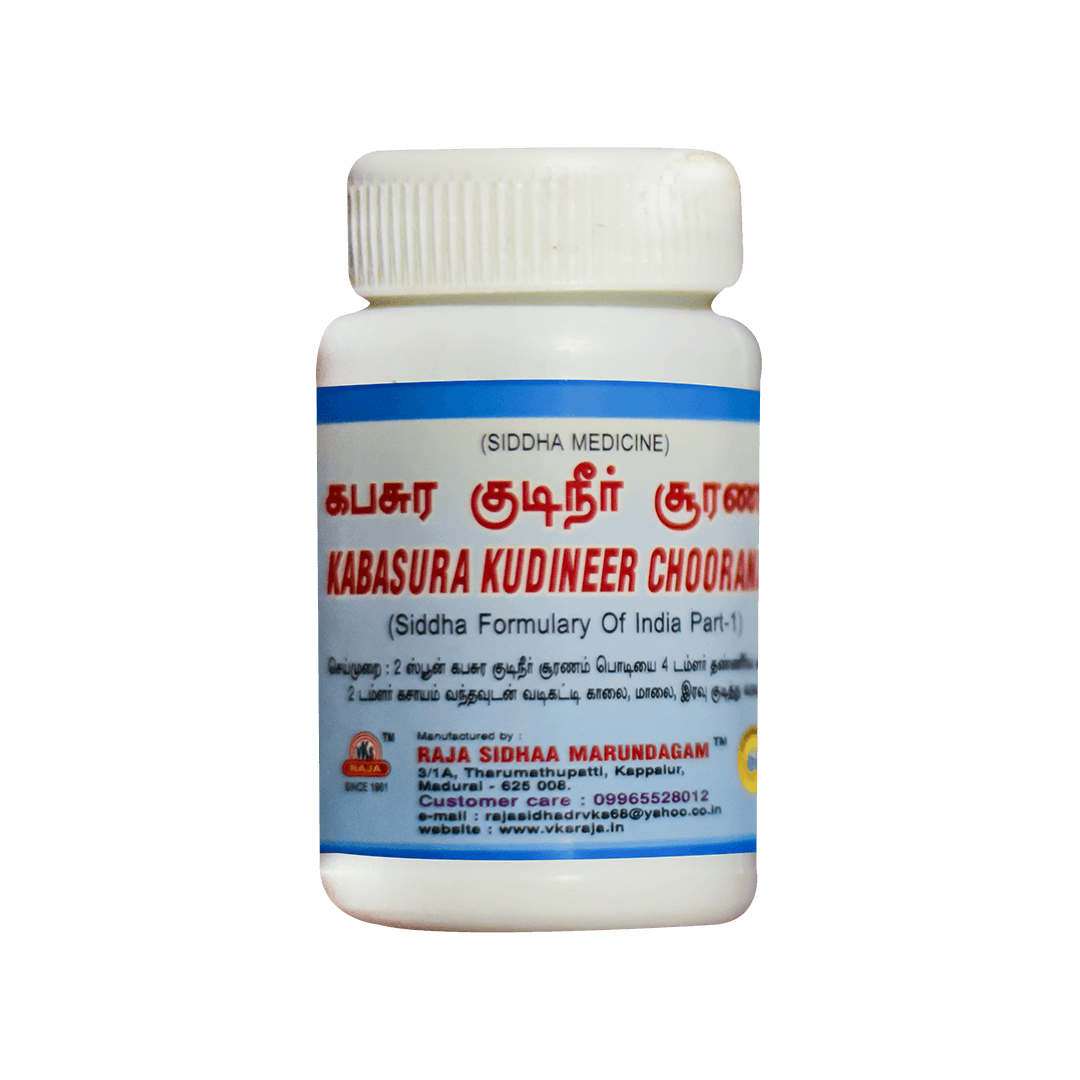 (SIDDHA MEDICINE)
கபசுர குடிநீர் சூரண
KABASURA KUDINEER CHOORAN
(Siddha Formulary Of India Part-1)
செய்முறை : 2 ஸ்பூன் கபசுர குடிநீர் சூரணம் பொடியை 4 டம்ளர்
2 டம்ளர் கசாயம் வந்தவுடன் வடிகட்டி காலை, மாலை, இரவு
VKS TM
RAJA
SINCE 1961
Manufactured by :
RAJA SIDHAA MARUNDAGAM TM
3/1A, Tharumathupatti, Kappalur,
Madurai - 625 008.
Customer care : 09965528012
e-mail : rajasidhadrvks68@yahoo.co.in
website : www.vksraja.in